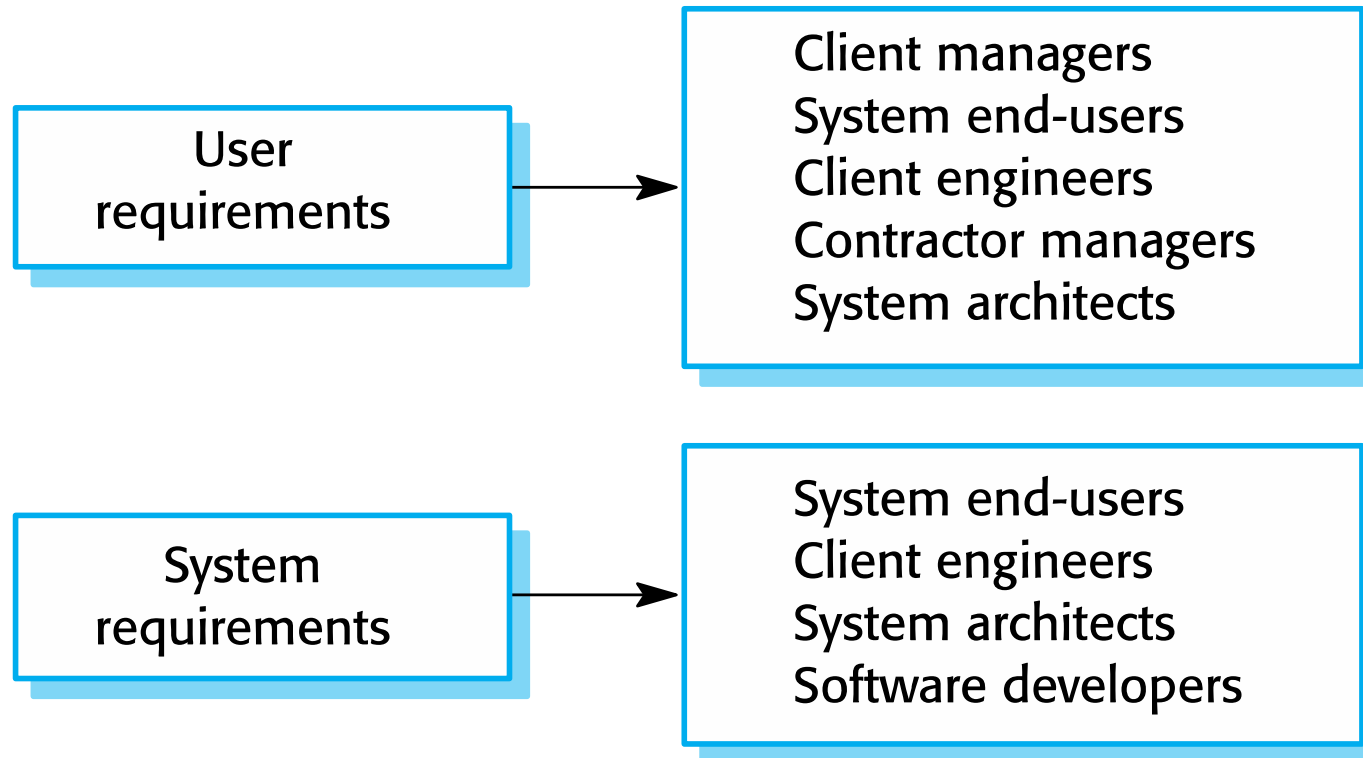 User
requirements
Client managers
System end-users
Client engineers
Contractor managers
System architects
System
requirements
System end-users
Client engineers
System architects
Software developers